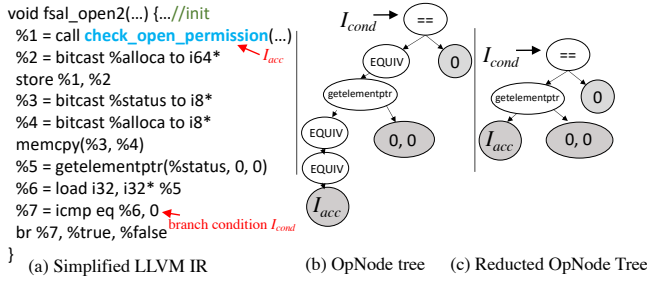 void fsal_open2(…) {…//init
%1 = call check_open_permission(…)
I_acc
%2 = bitcast %alloca to i64*
store %1, %2
%3 = bitcast %status to i8*
%4 = bitcast %alloca to i8*
memcpy(%3, %4)
%5 = getelementptr(%status, 0, 0)
%6 = load i32, i32* %5
%7 = icmp eq %6, 0
branch condition I_cond
br %7, %true, %false
}
(a) Simplified LLVM IR
I_cond
==
EQUIV
0
getelementptr
EQUIV
0, 0
EQUIV
I_acc
(b) OpNode tree
I_cond
==
getelementptr
0
I_acc
0, 0
(c) Reducted OpNode Tree